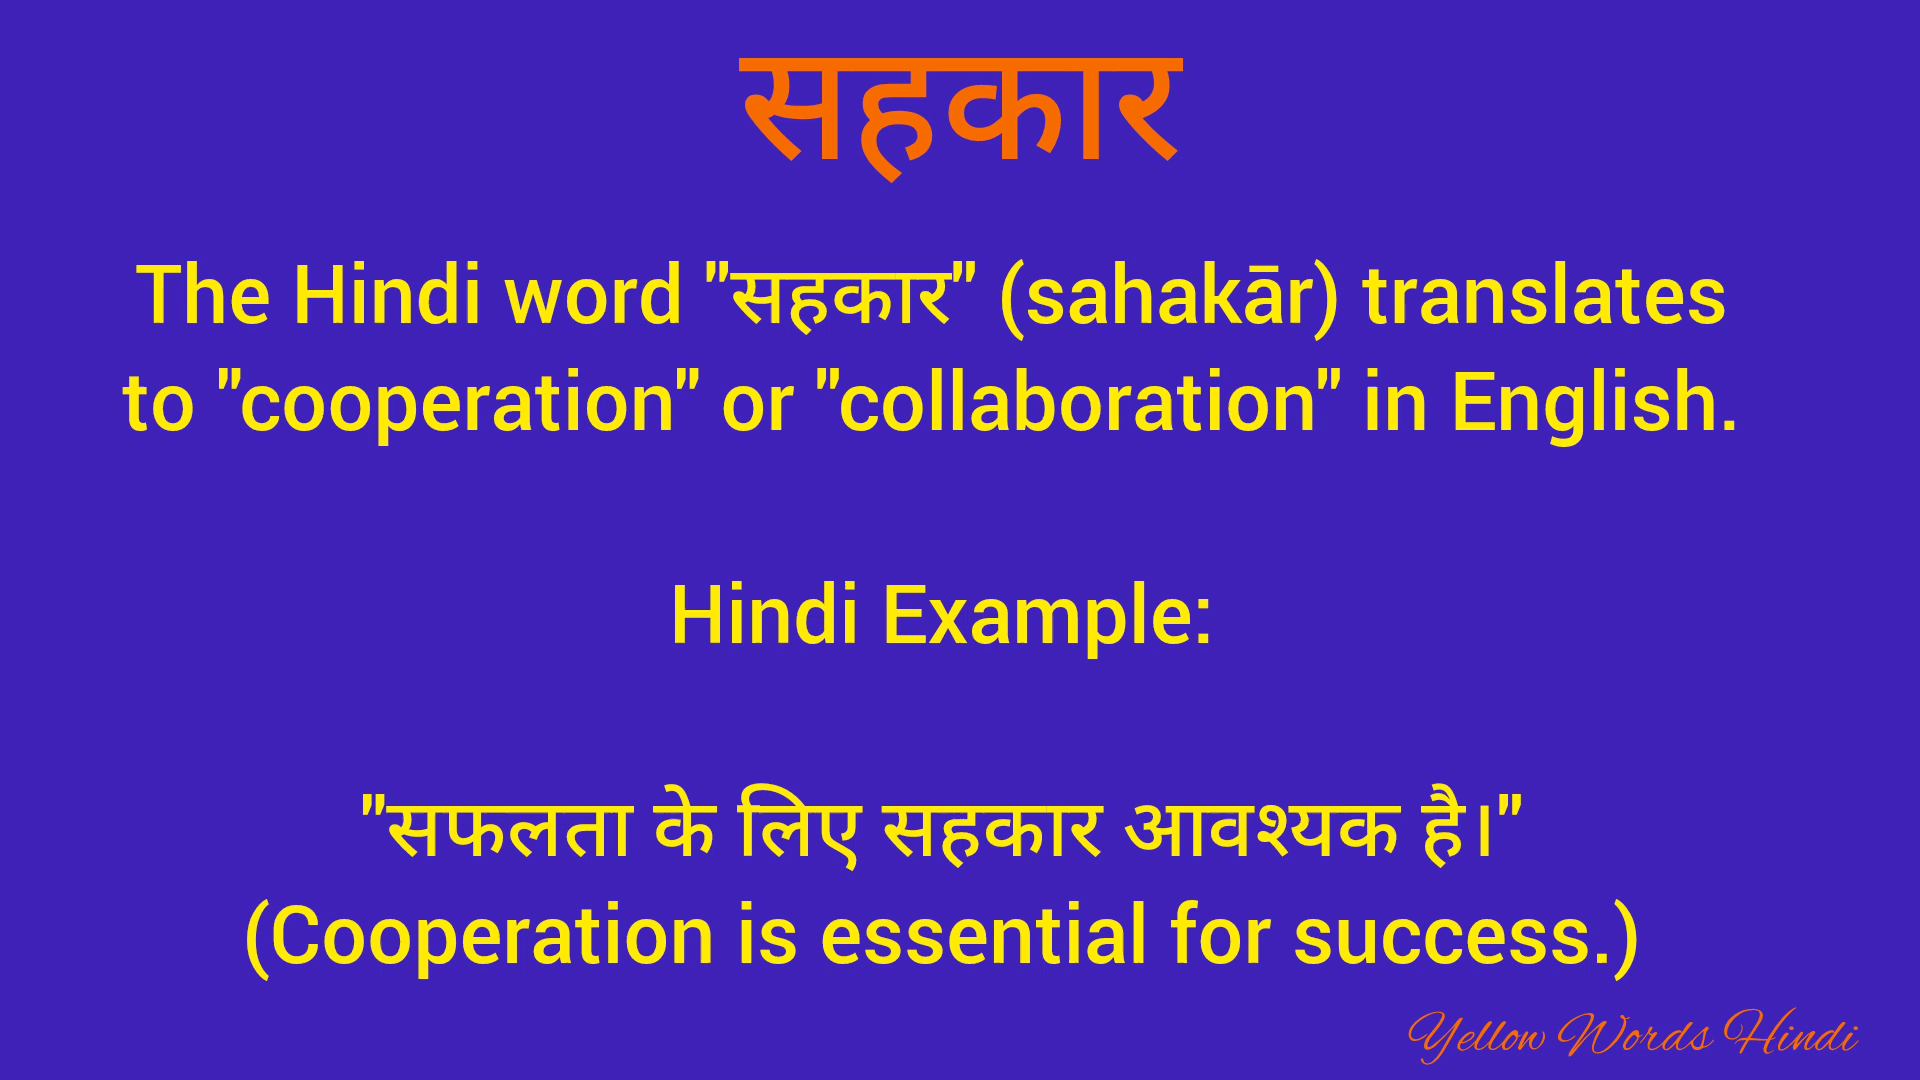 सहकार
The Hindi word "सहकार" (sahakār) translates
to "cooperation" or "collaboration" in English.
Hindi Example:
"सफलता के लिए सहकार आवश्यक है।"
(Cooperation is essential for success.)
Yellow Words Hindi